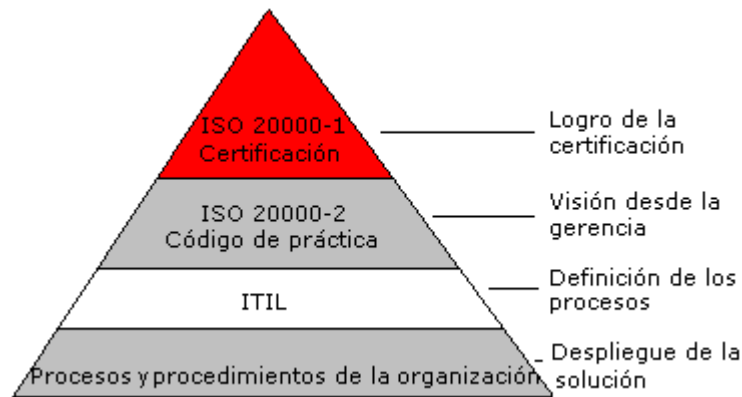 ISO 20000-1
Certificación
Logro de la
certificación
ISO 20000-2
Código de práctica
Visión desde la
gerencia
ITIL
Definición de los
procesos
Procesos y procedimientos de la organización
Despliegue de la
solución